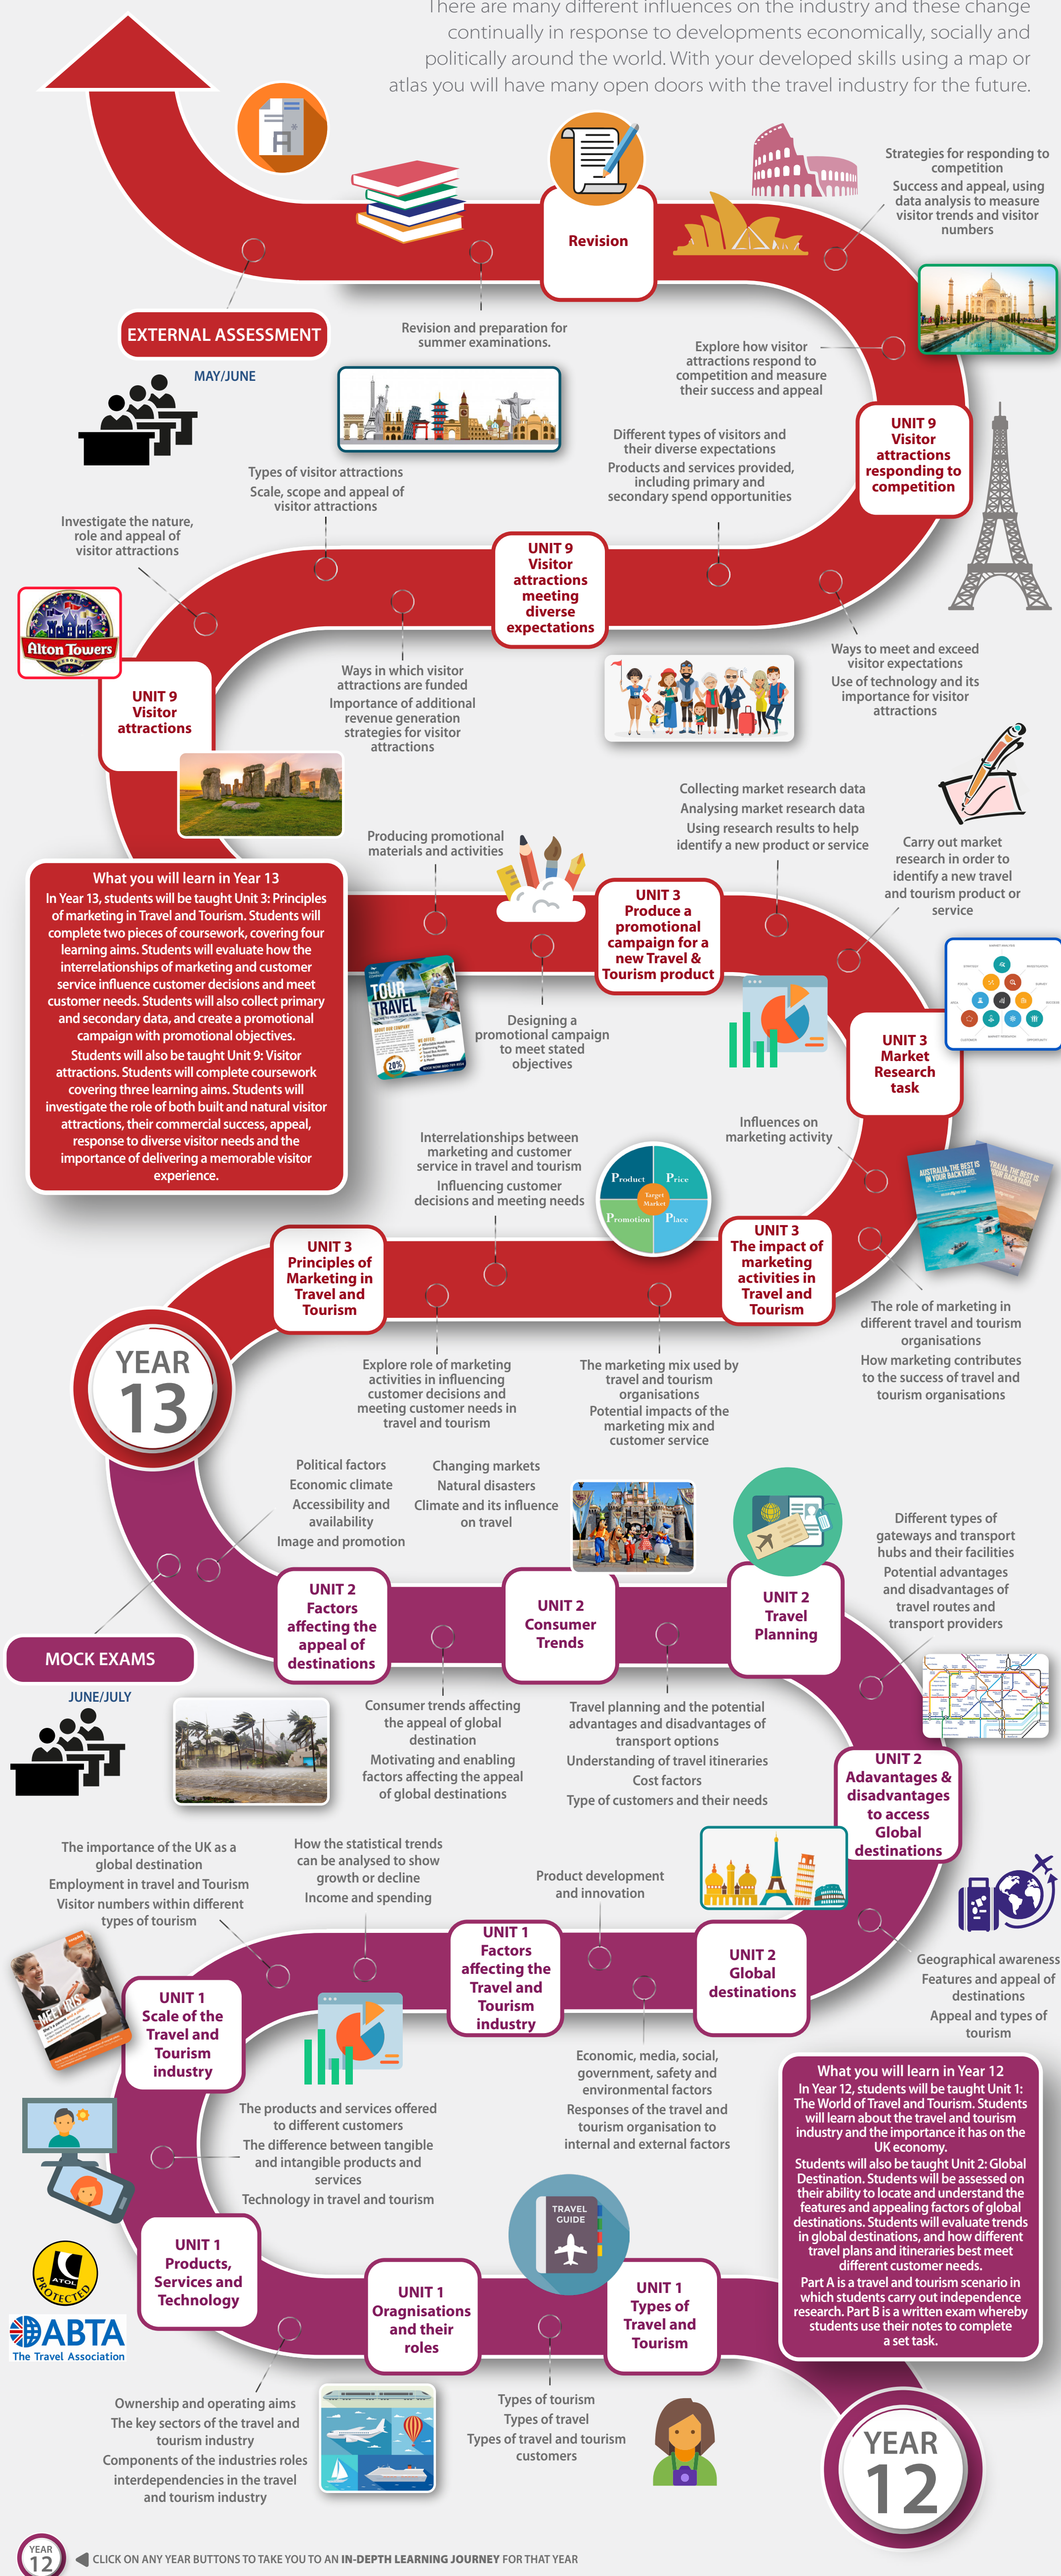 There are many different influences on the industry and these change
continually in response to developments economically, socially and
politically around the world. With your developed skills using a map or
atlas you will have many open doors with the travel industry for the future.
A
Revision
Strategies for responding to
competition
Success and appeal, using
data analysis to measure
visitor trends and visitor
numbers
EXTERNAL ASSESSMENT
MAY/JUNE
Revision and preparation for
summer examinations.
Explore how visitor
attractions respond to
competition and measure
their success and appeal
UNIT 9
Visitor
attractions
responding to
competition
Different types of visitors and
their diverse expectations
Products and services provided,
including primary and
secondary spend opportunities
Types of visitor attractions
Scale, scope and appeal of
visitor attractions
Investigate the nature,
role and appeal of
visitor attractions
UNIT 9
Visitor
attractions
meeting
diverse
expectations
Alton Towers
RESORT
UNIT 9
Visitor
attractions
Ways in which visitor
attractions are funded
Importance of additional
revenue generation
strategies for visitor
attractions
Ways to meet and exceed
visitor expectations
Use of technology and its
importance for visitor
attractions
Collecting market research data
Analysing market research data
Using research results to help
identify a new product or service
Producing promotional
materials and activities
Carry out market
research in order to
identify a new travel
and tourism product or
service
What you will learn in Year 13
In Year 13, students will be taught Unit 3: Principles
of marketing in Travel and Tourism. Students will
complete two pieces of coursework, covering four
learning aims. Students will evaluate how the
interrelationships of marketing and customer
service influence customer decisions and meet
customer needs. Students will also collect primary
and secondary data, and create a promotional
campaign with promotional objectives.
Students will also be taught Unit 9: Visitor
attractions. Students will complete coursework
covering three learning aims. Students will
investigate the role of both built and natural visitor
attractions, their commercial success, appeal,
response to diverse visitor needs and the
importance of delivering a memorable visitor
experience.
UNIT 3
Produce a
promotional
campaign for a
new Travel &
Tourism product
TOUR
TRAVEL
ABOUT OUR COMPANY
20%
Designing a
promotional campaign
to meet stated
objectives
UNIT 3
Market
Research
task
Influences on
marketing activity
Interrelationships between
marketing and customer
service in travel and tourism
Influencing customer
decisions and meeting needs
Product
Price
Target
Market
Promotion
Place
AUSTRALIA. THE BEST IS
IN YOUR BACKYARD.
UNIT 3
Principles of
Marketing in
Travel and
Tourism
UNIT 3
The impact of
marketing
activities in
Travel and
Tourism
The role of marketing in
different travel and tourism
organisations
How marketing contributes
to the success of travel and
tourism organisations
YEAR
13
Explore role of marketing
activities in influencing
customer decisions and
meeting customer needs in
travel and tourism
The marketing mix used by
travel and tourism
organisations
Potential impacts of the
marketing mix and
customer service
Political factors
Economic climate
Accessibility and
availability
Image and promotion
Changing markets
Natural disasters
Climate and its influence
on travel
Different types of
gateways and transport
hubs and their facilities
Potential advantages
and disadvantages of
travel routes and
transport providers
UNIT 2
Factors
affecting the
appeal of
destinations
UNIT 2
Consumer
Trends
UNIT 2
Travel
Planning
MOCK EXAMS
JUNE/JULY
Consumer trends affecting
the appeal of global
destination
Motivating and enabling
factors affecting the appeal
of global destinations
Travel planning and the potential
advantages and disadvantages of
transport options
Understanding of travel itineraries
Cost factors
Type of customers and their needs
UNIT 2
Adavantages &
disadvantages
to access
Global
destinations
The importance of the UK as a
global destination
Employment in travel and Tourism
Visitor numbers within different
types of tourism
How the statistical trends
can be analysed to show
growth or decline
Income and spending
Product development
and innovation
Geographical awareness
Features and appeal of
destinations
Appeal and types of
tourism
UNIT 1
Factors
affecting the
Travel and
Tourism
industry
UNIT 2
Global
destinations
UNIT 1
Scale of the
Travel and
Tourism
industry
Economic, media, social,
government, safety and
environmental factors
Responses of the travel and
tourism organisation to
internal and external factors
The products and services offered
to different customers
The difference between tangible
and intangible products and
services
Technology in travel and tourism
What you will learn in Year 12
In Year 12, students will be taught Unit 1:
The World of Travel and Tourism. Students
will learn about the travel and tourism
industry and the importance it has on the
UK economy.
Students will also be taught Unit 2: Global
Destination. Students will be assessed on
their ability to locate and understand the
features and appealing factors of global
destinations. Students will evaluate trends
in global destinations, and how different
travel plans and itineraries best meet
different customer needs.
Part A is a travel and tourism scenario in
which students carry out independence
research. Part B is a written exam whereby
students use their notes to complete
a set task.
TRAVEL
GUIDE
UNIT 1
Products,
Services and
Technology
UNIT 1
Oragnisations
and their
roles
UNIT 1
Types of
Travel and
Tourism
ATOL
PROTECTED
ABTA
The Travel Association
Ownership and operating aims
The key sectors of the travel and
tourism industry
Components of the industries roles
interdependencies in the travel
and tourism industry
Types of tourism
Types of travel
Types of travel and tourism
customers
YEAR
12
YEAR
12
CLICK ON ANY YEAR BUTTONS TO TAKE YOU TO AN IN-DEPTH LEARNING JOURNEY FOR THAT YEAR